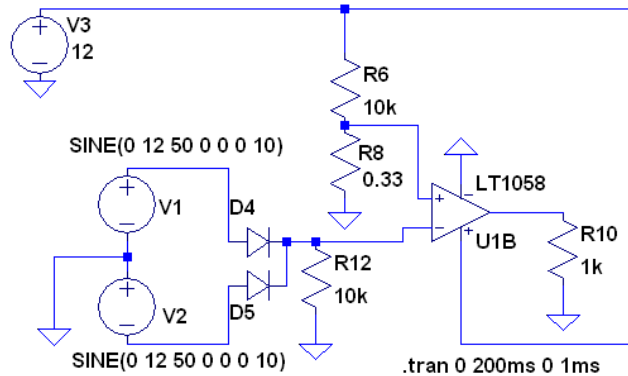 V3
12
R6
10k
SINE(0 12 50 0 0 0 10)
R8
0.33
LT1058
V1
D4
U1B
R10
1k
R12
10k
V2
D5
SINE(0 12 50 0 0 0 10)
.tran 0 200ms 0 1ms